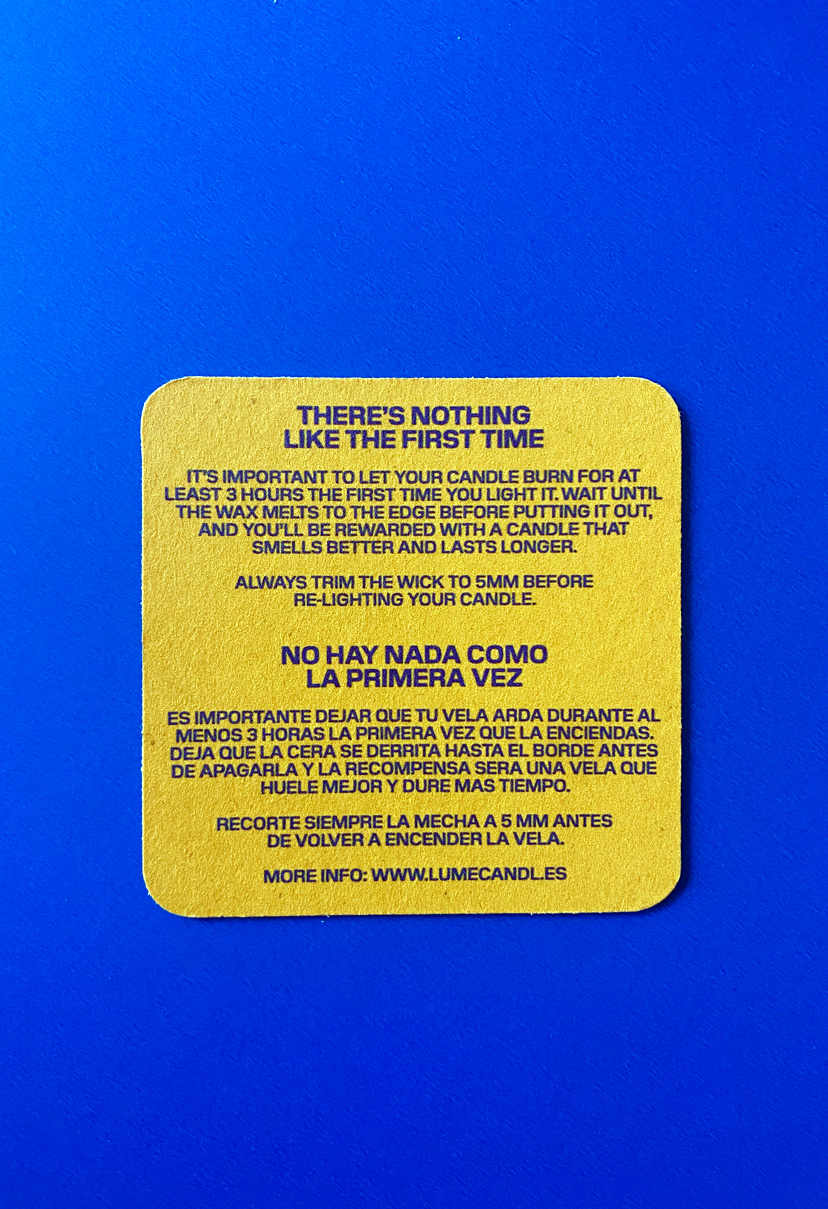 THERE'S NOTHING
LIKE THE FIRST TIME
IT'S IMPORTANT TO LET YOUR CANDLE BURN FOR AT
LEAST 3 HOURS THE FIRST TIME YOU LIGHT IT. WAIT UNTIL
THE WAX MELTS TO THE EDGE BEFORE PUTTING IT OUT,
AND YOU'LL BE REWARDED WITH A CANDLE THAT
SMELLS BETTER AND LASTS LONGER.
ALWAYS TRIM THE WICK TO 5MM BEFORE
RE-LIGHTING YOUR CANDLE.
NO HAY NADA COMO
LA PRIMERA VEZ
ES IMPORTANTE DEJAR QUE TU VELA ARDA DURANTE AL
MENOS 3 HORAS LA PRIMERA VEZ QUE LA ENCIENDAS.
DEJA QUE LA CERA SE DERRITA HASTA EL BORDE ANTES
DE APAGARLA Y LA RECOMPENSA SERA UNA VELA QUE
HUELE MEJOR Y DURE MAS TIEMPO.
RECORTE SIEMPRE LA MECHA A 5 MM ANTES
DE VOLVER A ENCENDER LA VELA.
MORE INFO: WWW.LUMECANDL.ES